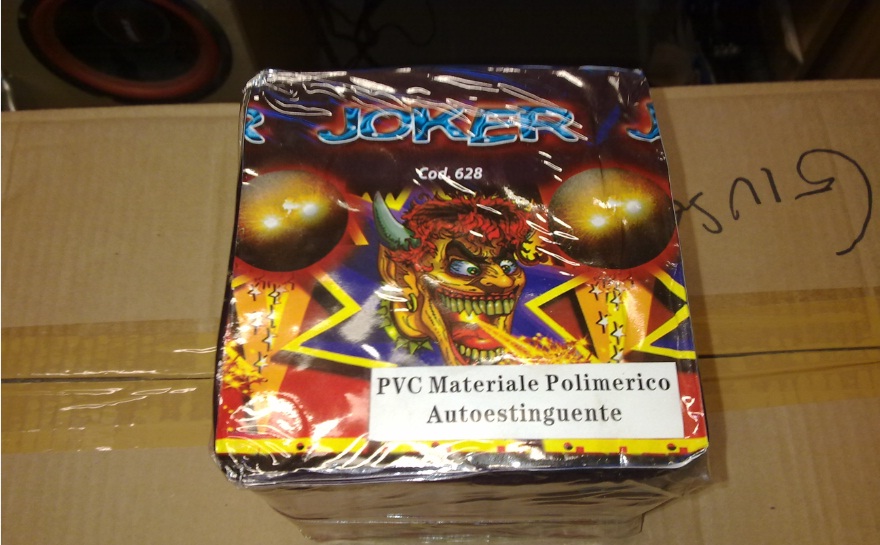 JOKER
Cod. 628
PVC Materiale Polimerico
Autoestinguente